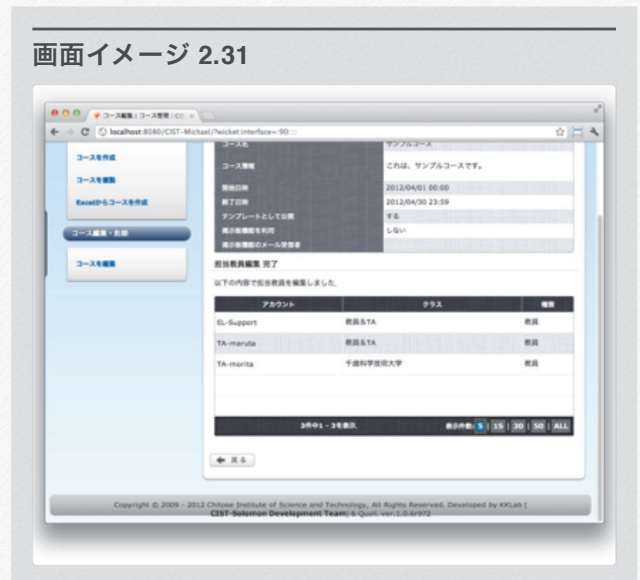 画面イメージ 2.31
コース編集 | コース管理 | CIS
localhost:8080/CIST-Michael/?wicket:interface=:90::::
コースを作成
コースを複製
Excelからコースを作成
コース編集・削除
コースを編集
コース名 サンプルコース
コース情報 これは、サンプルコースです。
開始日時 2012/04/01 00:00
終了日時 2012/04/30 23:59
テンプレートとして公開 する
掲示板機能を利用 しない
掲示板機能のメール受信者
担当教員編集 完了
以下の内容で担当教員を編集しました.
アカウント クラス 種類
EL-Support 教員&TA 教員
TA-maruta 教員&TA 教員
TA-morita 千歳科学技術大学 教員
3件中1 - 3を表示. 表示件数: 5 | 15 | 30 | 50 | ALL
戻る
Copyright © 2009 - 2012 Chitose Institute of Science and Technology, All Rights Reserved. Developed by KKLab (
CIST-Solomon Development Team) & Quill. ver.1.0.6r972